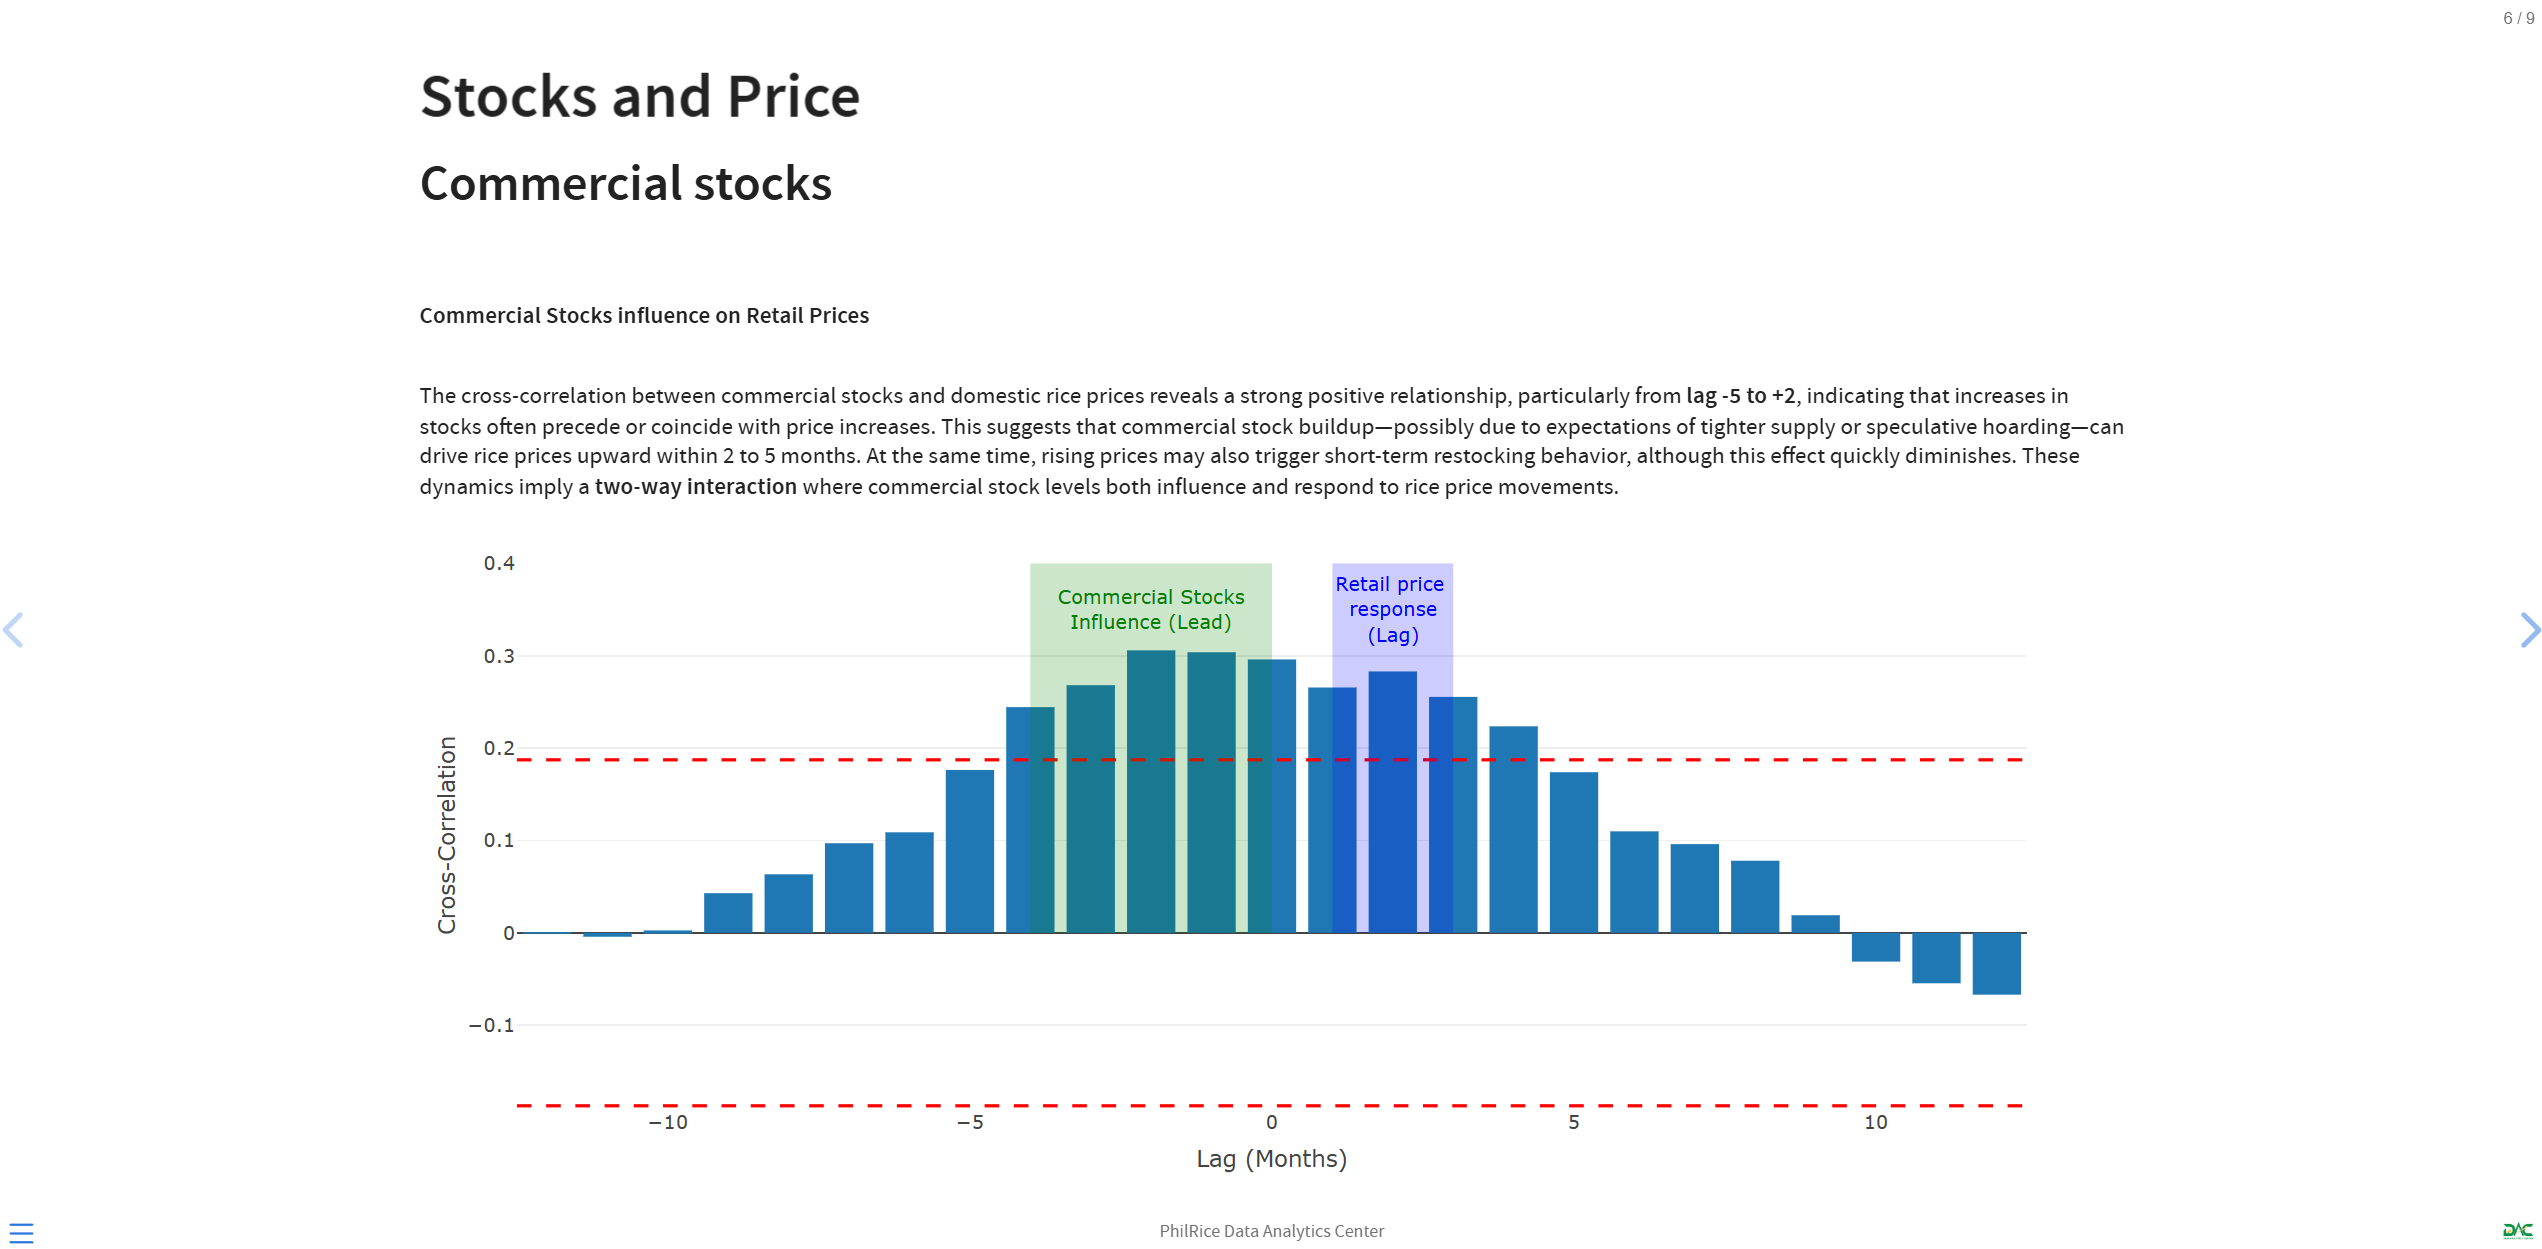 6 / 9
Stocks and Price
Commercial stocks
Commercial Stocks influence on Retail Prices
The cross-correlation between commercial stocks and domestic rice prices reveals a strong positive relationship, particularly from lag -5 to +2, indicating that increases in
stocks often precede or coincide with price increases. This suggests that commercial stock buildup—possibly due to expectations of tighter supply or speculative hoarding—can
drive rice prices upward within 2 to 5 months. At the same time, rising prices may also trigger short-term restocking behavior, although this effect quickly diminishes. These
dynamics imply a two-way interaction where commercial stock levels both influence and respond to rice price movements.
0.4
Commercial Stocks
Influence (Lead)
Retail price
response
(Lag)
0.3
0.2
0.1
0
−0.1
Cross-Correlation
−10
−5
0
5
10
Lag (Months)
PhilRice Data Analytics Center
DAC